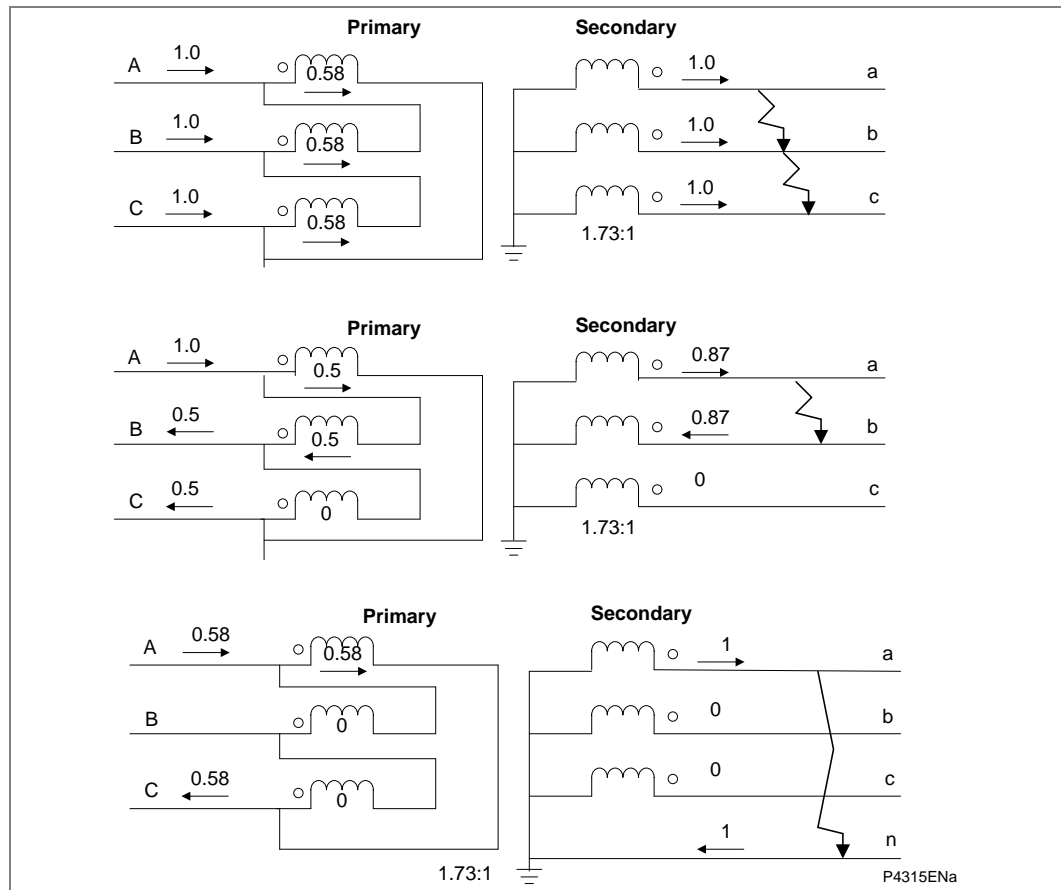 Primary Secondary
A 1.0 0.58 1.0 a
B 1.0 0.58 1.0 b
C 1.0 0.58 1.0 c
1.73:1
Primary Secondary
A 1.0 0.5 0.87 a
B 0.5 0.5 0.87 b
C 0.5 0 0 c
1.73:1
Primary Secondary
A 0.58 0.58 1 a
B 0 0 b
C 0.58 0 0 c
1 n
1.73:1
P4315ENa